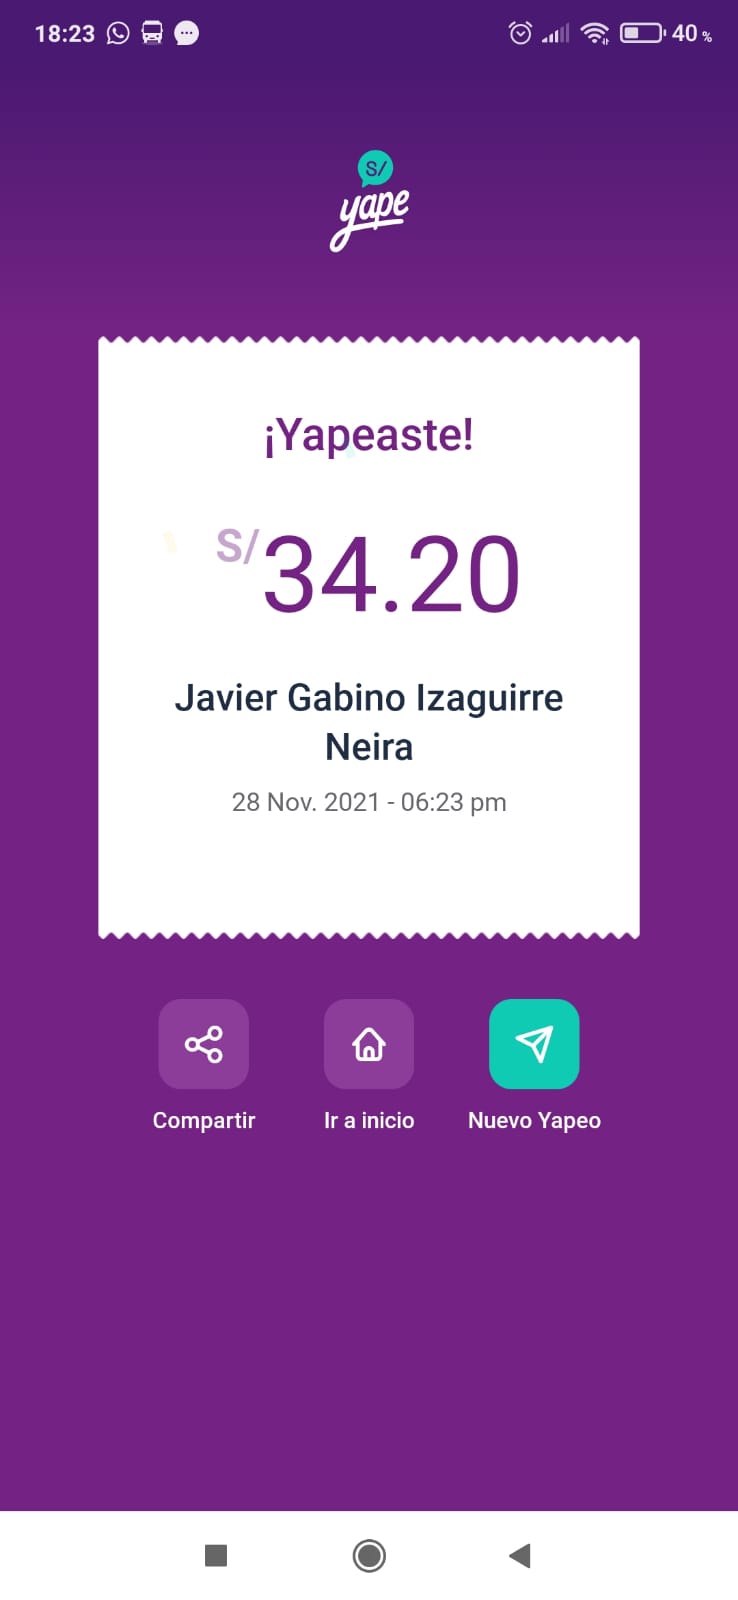 18:23
40 %
S/
yape
¡Yapeaste!
S/34.20
Javier Gabino Izaguirre
Neira
28 Nov. 2021 - 06:23 pm
Compartir
Ir a inicio
Nuevo Yapeo